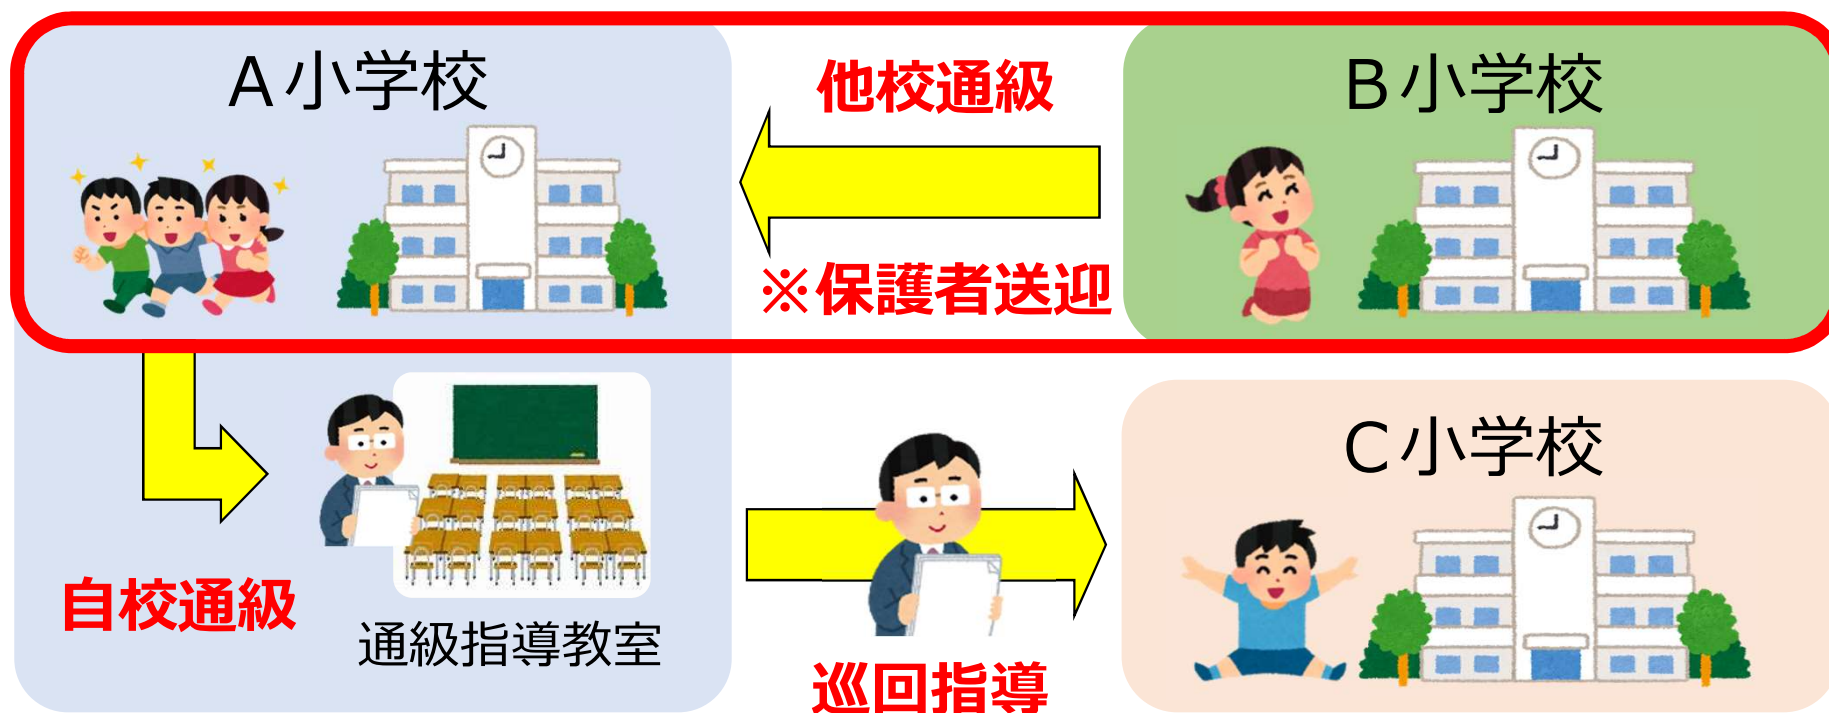 A小学校
他校通級
※保護者送迎
B小学校
自校通級
通級指導教室
巡回指導
C小学校